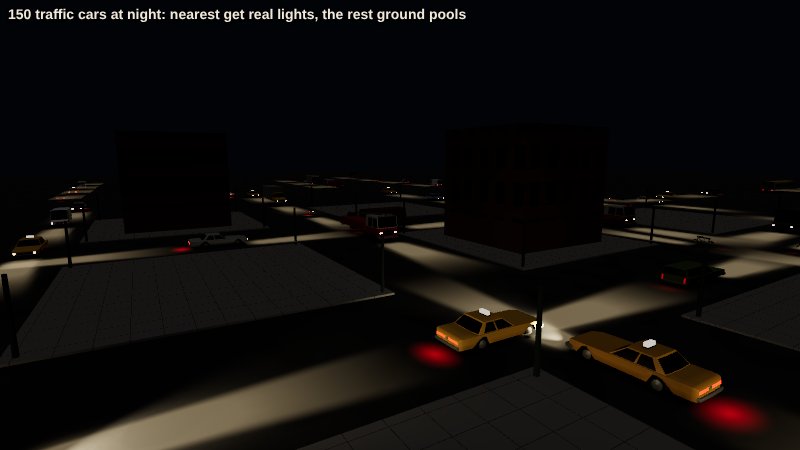 150 traffic cars at night: nearest get real lights, the rest ground pools